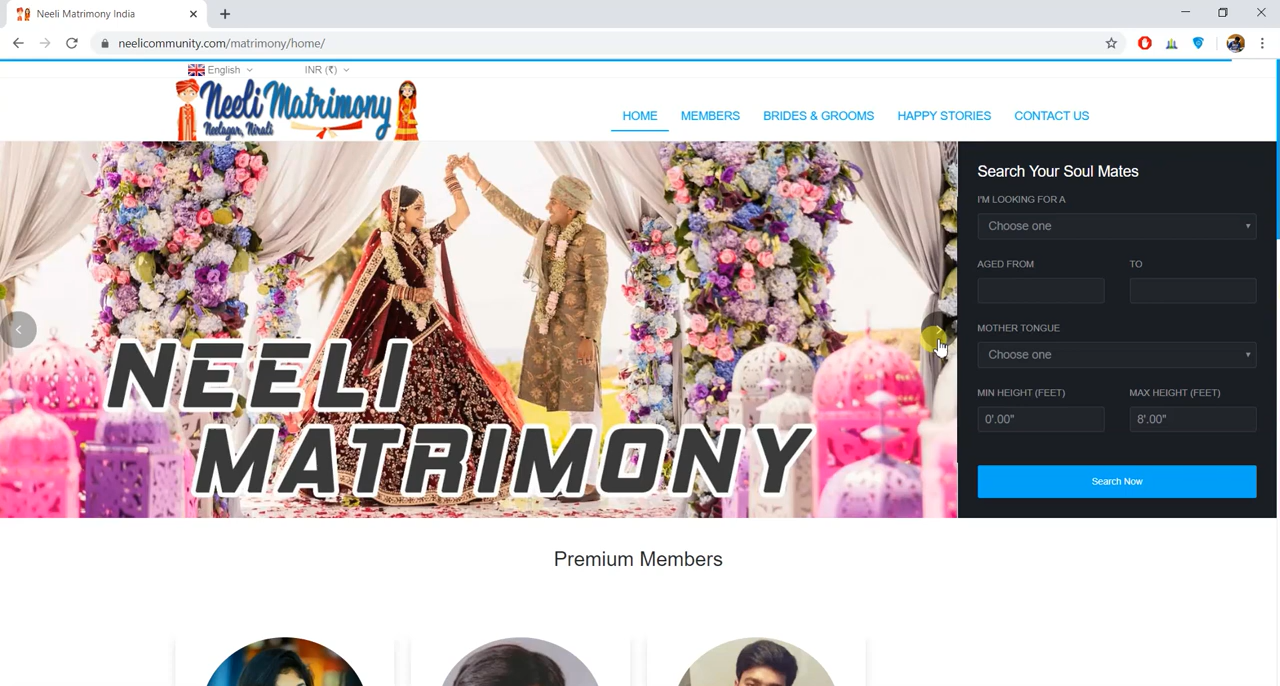 Neeli Matrimony India
neelicommunity.com/matrimony/home/
English
INR (₹)
Neeli Matrimony
Neelagar, Nirali
HOME
MEMBERS
BRIDES & GROOMS
HAPPY STORIES
CONTACT US
NEELI
MATRIMONY
Search Your Soul Mates
I'M LOOKING FOR A
Choose one
AGED FROM
TO
MOTHER TONGUE
Choose one
MIN HEIGHT (FEET)
MAX HEIGHT (FEET)
0'.00"
8'.00"
Search Now
Premium Members